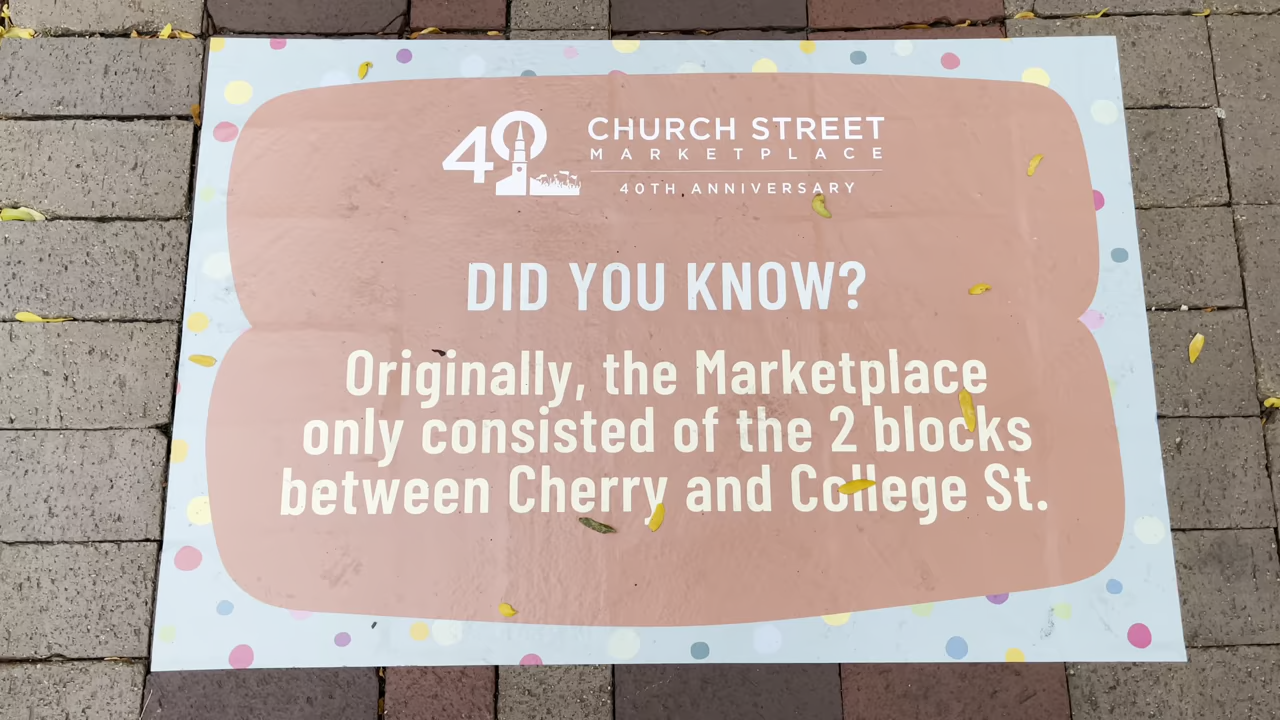 40
CHURCH STREET
MARKETPLACE
40TH ANNIVERSARY
DID YOU KNOW?
Originally, the Marketplace
only consisted of the 2 blocks
between Cherry and College St.